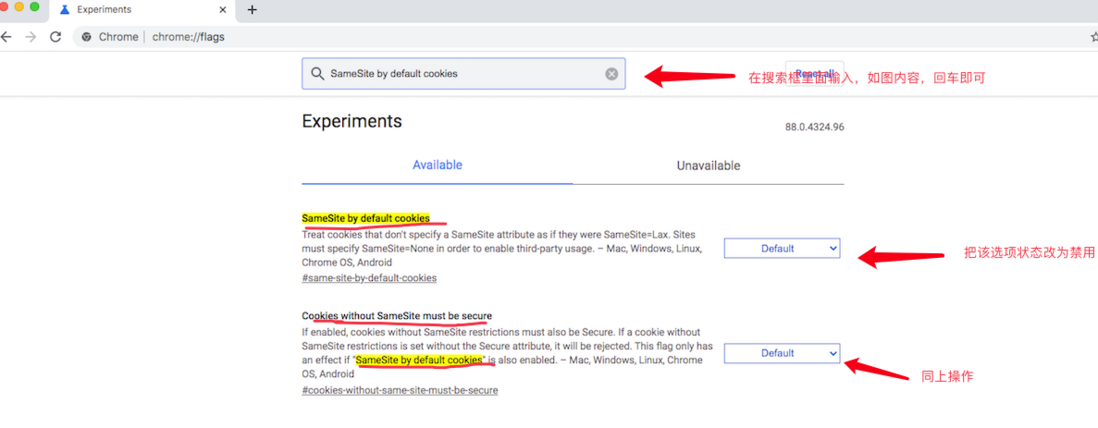 Experiments
Chrome | chrome://flags
SameSite by default cookies
Reset all
在搜索框里面输入，如图内容，回车即可
Experiments
88.0.4324.96
Available
Unavailable
SameSite by default cookies
Treat cookies that don't specify a SameSite attribute as if they were SameSite=Lax. Sites
must specify SameSite=None in order to enable third-party usage. – Mac, Windows, Linux,
Chrome OS, Android
#same-site-by-default-cookies
Default
把该选项状态改为禁用
Cookies without SameSite must be secure
If enabled, cookies without SameSite restrictions must also be Secure. If a cookie without
SameSite restrictions is set without the Secure attribute, it will be rejected. This flag only has
an effect if "SameSite by default cookies" is also enabled. – Mac, Windows, Linux, Chrome
OS, Android
#cookies-without-same-site-must-be-secure
Default
同上操作